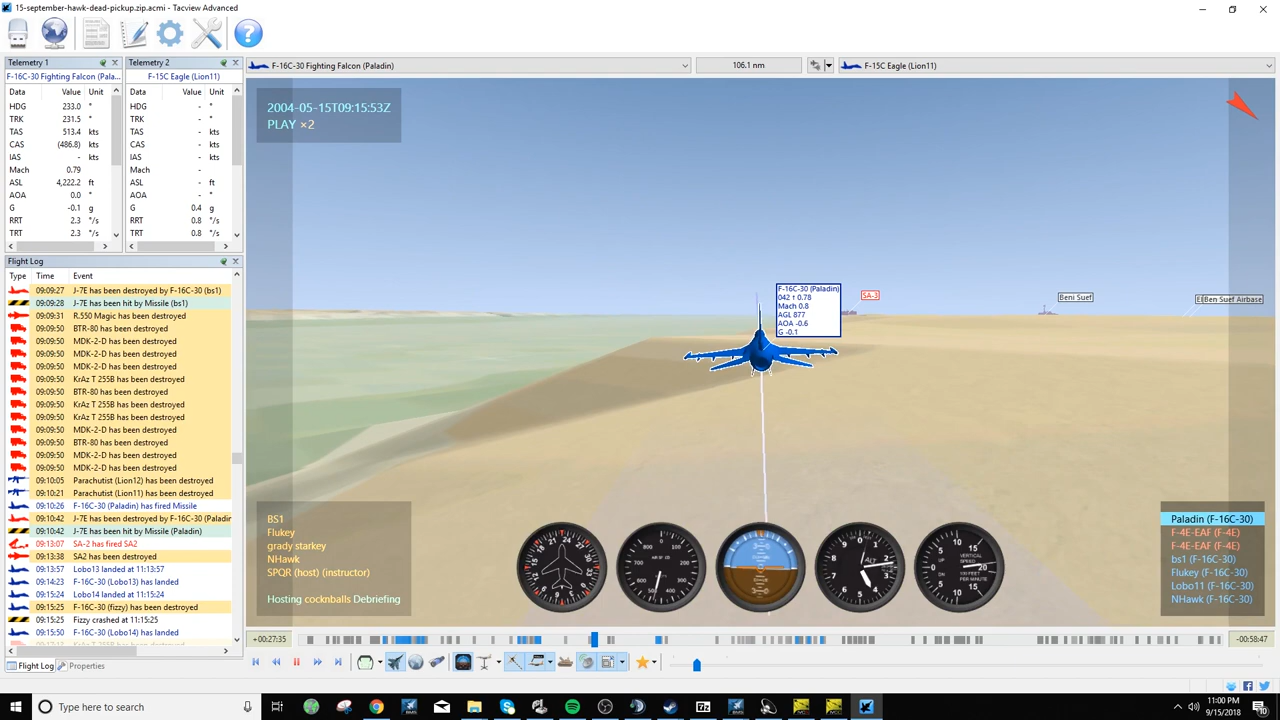 15-september-hawk-dead-pickup.zip.acmi - Tacview Advanced
Telemetry 1
Telemetry 2
F-16C-30 Fighting Falcon (Paladin)
106.1 nm
F-15C Eagle (Lion11)
F-16C-30 Fighting Falcon (Pala...
F-15C Eagle (Lion11)
Data Value Unit
Data Value Unit
HDG 233.0 °
HDG - °
TRK 231.5 °
TRK - °
TAS 513.4 kts
TAS - kts
CAS (486.8) kts
CAS - kts
IAS - kts
IAS - kts
Mach 0.79
Mach -
ASL 4,222.2 ft
ASL - ft
AOA 0.0 °
AOA - °
G -0.1 g
G 0.4 g
RRT 2.3 °/s
RRT 0.8 °/s
TRT 2.3 °/s
TRT 0.8 °/s
2004-05-15T09:15:53Z
PLAY ×2
Flight Log
Type Time Event
09:09:27 J-7E has been destroyed by F-16C-30 (bs1)
09:09:28 J-7E has been hit by Missile (bs1)
09:09:31 R.550 Magic has been destroyed
09:09:50 BTR-80 has been destroyed
09:09:50 MDK-2-D has been destroyed
09:09:50 MDK-2-D has been destroyed
09:09:50 MDK-2-D has been destroyed
09:09:50 KrAz T 255B has been destroyed
09:09:50 BTR-80 has been destroyed
09:09:50 KrAz T 255B has been destroyed
09:09:50 KrAz T 255B has been destroyed
09:09:50 MDK-2-D has been destroyed
09:09:50 BTR-80 has been destroyed
09:09:50 MDK-2-D has been destroyed
09:09:50 MDK-2-D has been destroyed
09:10:05 Parachutist (Lion12) has been destroyed
09:10:21 Parachutist (Lion11) has been destroyed
09:10:26 F-16C-30 (Paladin) has fired Missile
09:10:42 J-7E has been destroyed by F-16C-30 (Paladin
09:10:42 J-7E has been hit by Missile (Paladin)
09:13:07 SA-2 has fired SA2
09:13:38 SA2 has been destroyed
09:13:57 Lobo13 landed at 11:13:57
09:14:23 F-16C-30 (Lobo13) has landed
09:15:24 Lobo14 landed at 11:15:24
09:15:25 F-16C-30 (fizzy) has been destroyed
09:15:25 Fizzy crashed at 11:15:25
09:15:50 F-16C-30 (Lobo14) has landed
Flight Log Properties
F-16C-30 (Paladin)
042 ↑ 0.78
Mach 0.8
AGL 877
AOA -0.6
G -0.1
SA-3
Beni Suef
Ben Suef Airbase
BS1
Flukey
grady starkey
NHawk
SPQR (host) (instructor)
Hosting cocknballs Debriefing
Paladin (F-16C-30)
F-4E-EAF (F-4E)
F-4E-EAF (F-4E)
bs1 (F-16C-30)
Flukey (F-16C-30)
Lobo11 (F-16C-30)
NHawk (F-16C-30)
+00:27:35
-00:58:47
Type here to search
11:00 PM
9/15/2018